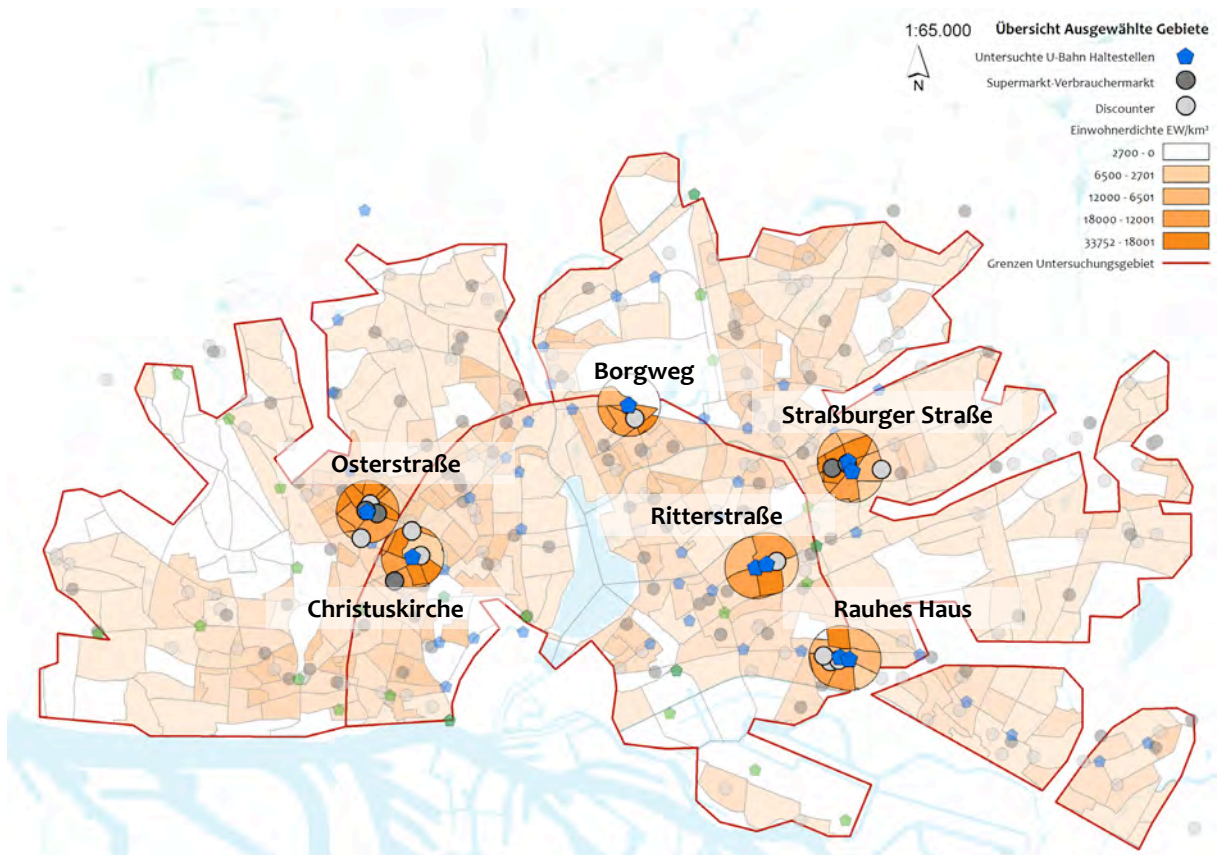 1:65.000
N
Übersicht Ausgewählte Gebiete
Untersuchte U-Bahn Haltestellen
Supermarkt-Verbrauchermarkt
Discounter
Einwohnerdichte EW/km²
2700 - 0
6500 - 2701
12000 - 6501
18000 - 12001
33752 - 18001
Grenzen Untersuchungsgebiet
Borgweg
Straßburger Straße
Osterstraße
Ritterstraße
Christuskirche
Rauhes Haus